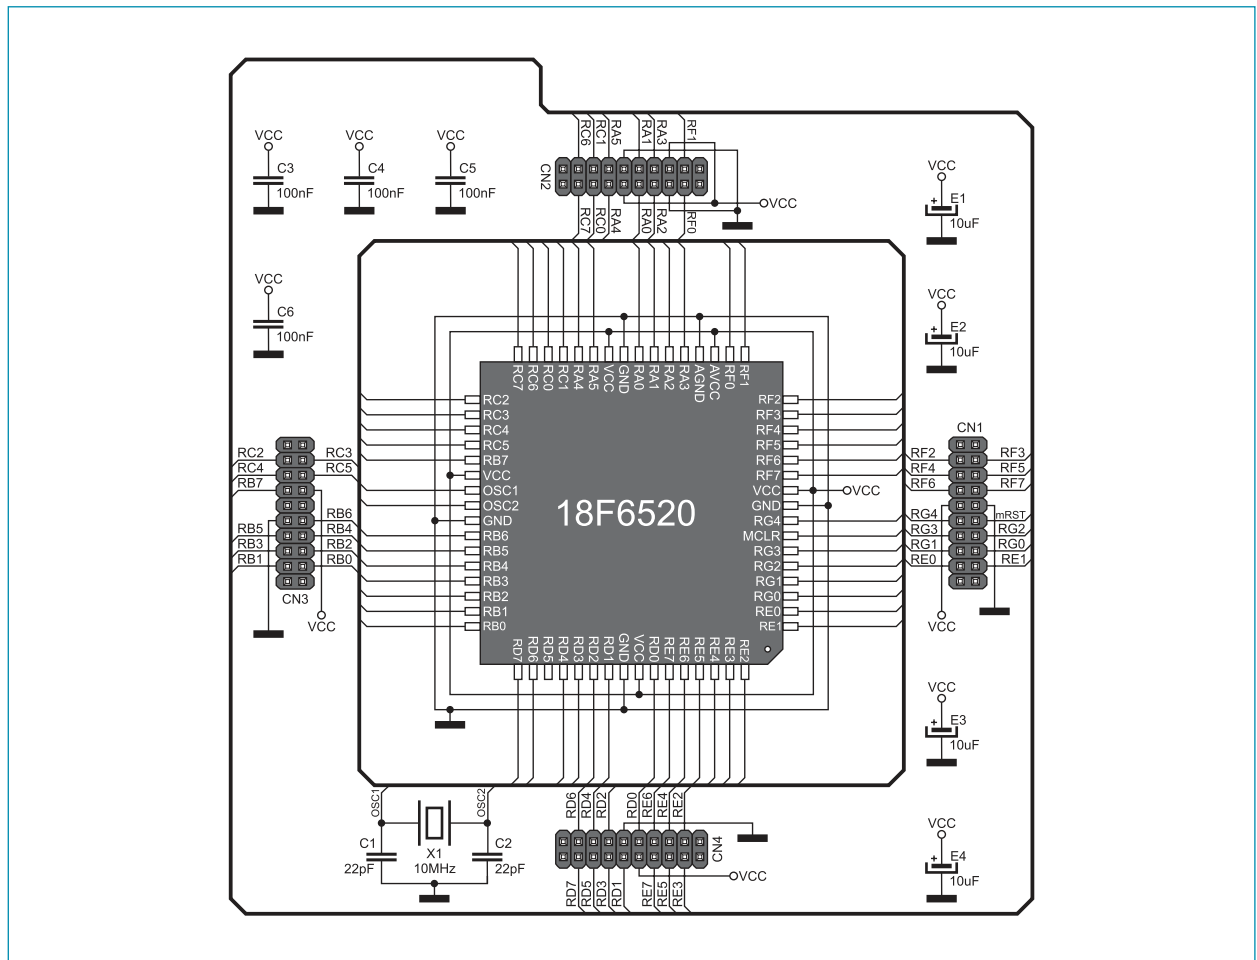 RC6 RC1 RA5 RA1 RA3 RF1
VCC VCC VCC
C3 C4 C5
100nF 100nF 100nF
CN2
VCC
E1
10uF
VCC
RC7 RC0 RA4 RA0 RA2 RF0
VCC
C6
100nF
VCC
E2
10uF
RC7 RC6 RC0 RC1 RA4 RA5 VCC GND RA0 RA1 RA2 RA3 AGND AVCC RF0 RF1
RC2
RC3
RC4
RC5
RB7
VCC
OSC1
OSC2
GND
RB6
RB5
RB4
RB3
RB2
RB1
RB0
18F6520
RF2
RF3
RF4
RF5
RF6
RF7
VCC
GND
RG4
MCLR
RG3
RG2
RG1
RG0
RE0
RE1
VCC
RD7 RD6 RD5 RD4 RD3 RD2 RD1 GND VCC RD0 RE7 RE6 RE5 RE4 RE3 RE2
RC2 RC3
RC4 RC5
RB7
RB6
RB5 RB4
RB3 RB2
RB1 RB0
CN3
VCC
CN1
RF2 RF3
RF4 RF5
RF6 RF7
RG4 mRST
RG3 RG2
RG1 RG0
RE0 RE1
VCC
VCC
E3
10uF
OSC1 OSC2
C1 C2
22pF 22pF
X1
10MHz
RD6 RD4 RD2 RD0 RE6 RE4 RE2
CN4
VCC
RD7 RD5 RD3 RD1 RE7 RE5 RE3
VCC
E4
10uF